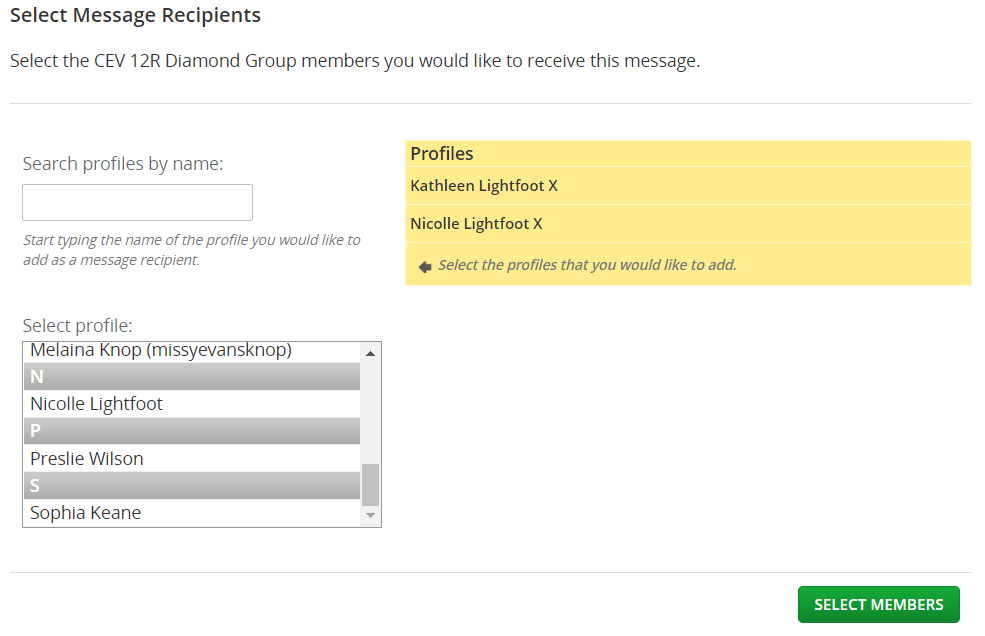 Select Message Recipients
Select the CEV 12R Diamond Group members you would like to receive this message.
Search profiles by name:
Start typing the name of the profile you would like to
add as a message recipient.
Profiles
Kathleen Lightfoot X
Nicolle Lightfoot X
Select the profiles that you would like to add.
Select profile:
Melaina Knop (missyevansknop)
N
Nicolle Lightfoot
P
Preslie Wilson
S
Sophia Keane
SELECT MEMBERS